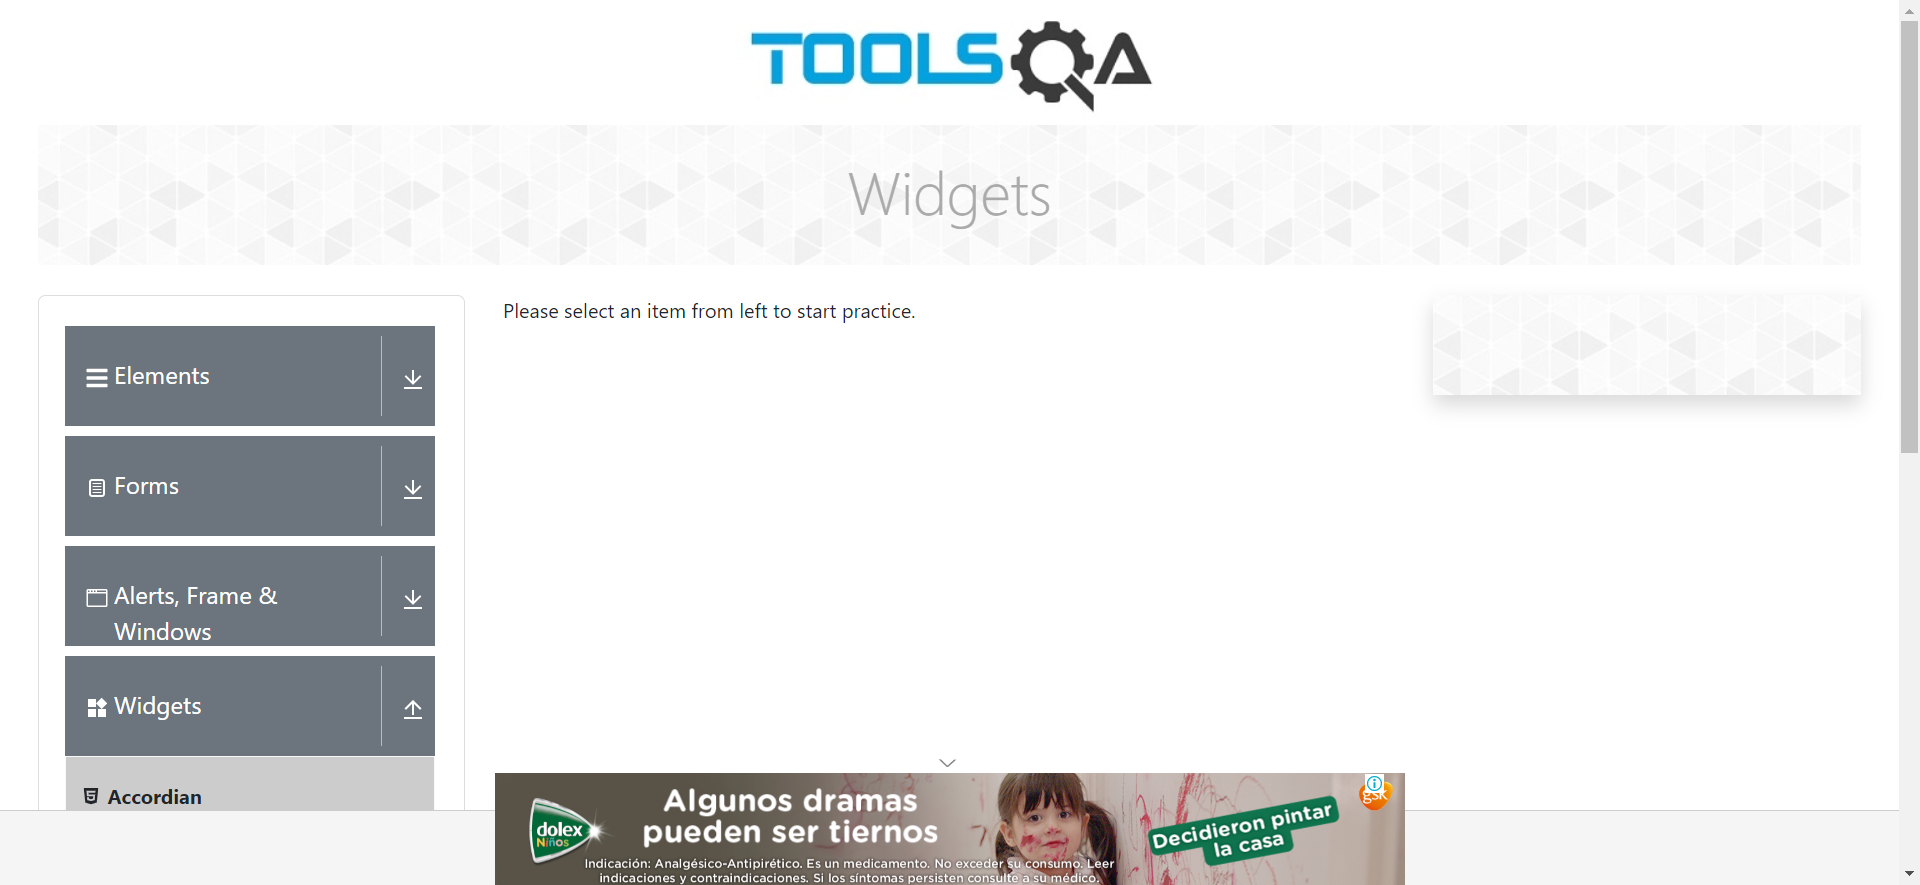 TOOLSQA
Widgets
Please select an item from left to start practice.
Elements
Forms
Alerts, Frame &
Windows
Widgets
Accordian
Algunos dramas
pueden ser tiernos
dolex
Niños
Indicación: Analgésico-Antipirético. Es un medicamento. No exceder su consumo. Leer
indicaciones y contraindicaciones. Si los síntomas persisten consulte a su médico.
Decidieron pintar
la casa
gsk